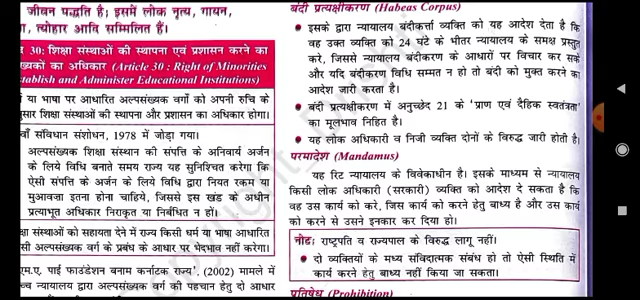 जीवन पद्धति है; इसमें लोक नृत्य, गायन,
त्योहार आदि सम्मिलित हैं।
30: शिक्षा संस्थाओं की स्थापना एवं प्रशासन करने का
का अधिकार (Article 30 : Right of Minorities
Establish and Administer Educational Institutions)
या भाषा पर आधारित अल्पसंख्यक वर्गों को अपनी रुचि के
शिक्षा संस्थाओं की स्थापना और प्रशासन का अधिकार होगा।
संविधान संशोधन, 1978 में जोड़ा गया।
अल्पसंख्यक शिक्षा संस्थान की संपत्ति के अनिवार्य अर्जन
के लिये विधि बनाते समय राज्य यह सुनिश्चित करेगा कि
ऐसी संपत्ति के अर्जन के लिये विधि द्वारा नियत रकम या
मुआवज़ा इतना होना चाहिये, जिससे इस खंड के अधीन
प्रत्याभूत अधिकार निराकृत या निर्बंधित न हों।
संस्थाओं को सहायता देने में राज्य किसी धर्म या भाषा आधारित
अल्पसंख्यक वर्ग के प्रबंध के आधार पर भेदभाव नहीं करेगा।
एम.ए. पाई फाउंडेशन बनाम कर्नाटक राज्य'. (2002) मामले में
न्यायालय द्वारा अल्पसंख्यक वर्ग की पहचान हेतु दो आधार
बंदी प्रत्यक्षीकरण (Habeas Corpus)
• इसके द्वारा न्यायालय बंदीकर्त्ता व्यक्ति को यह आदेश देता है कि
वह उक्त व्यक्ति को 24 घंटे के भीतर न्यायालय के समक्ष प्रस्तुत
करे, जिससे न्यायालय बंदीकरण के आधारों पर विचार कर सके
और यदि बंदीकरण विधि सम्मत न हो तो बंदी को मुक्त करने का
आदेश जारी करता है।
• बंदी प्रत्यक्षीकरण में अनुच्छेद 21 के 'प्राण एवं दैहिक स्वतंत्रता'
का मूलभाव निहित है।
• यह लोक अधिकारी व निजी व्यक्ति दोनों के विरुद्ध जारी होती है।
परमादेश (Mandamus)
यह रिट न्यायालय के विवेकाधीन है। इसके माध्यम से न्यायालय
किसी लोक अधिकारी (सरकारी) व्यक्ति को आदेश दे सकता है कि
वह उस कार्य को करे, जिस कार्य को करने हेतु बाध्य है और उस कार्य
को करने से उसने इनकार कर दिया हो।
नोट: राष्ट्रपति व राज्यपाल के विरुद्ध लागू नहीं।
• दो व्यक्तियों के मध्य संविदात्मक संबंध हो तो ऐसी स्थिति में
कार्य करने हेतु बाध्य नहीं किया जा सकता।
प्रतिषेध (Prohibition)